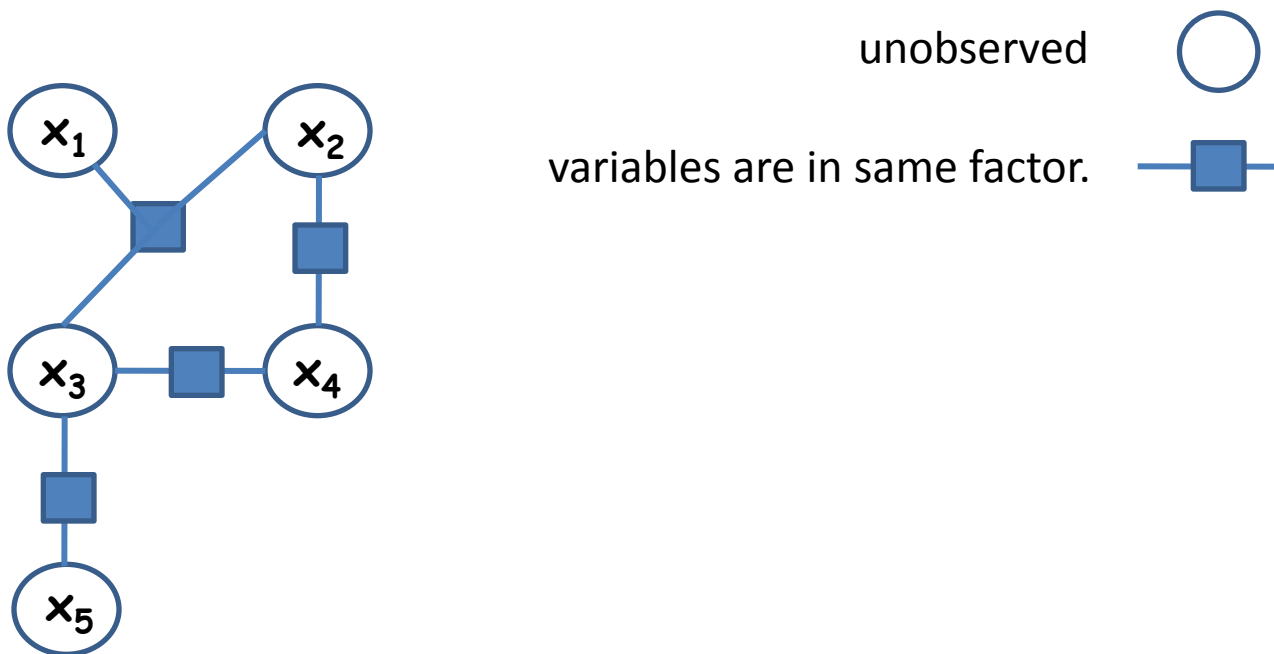 unobserved
x₁
x₂
variables are in same factor.
x₃
x₄
x₅